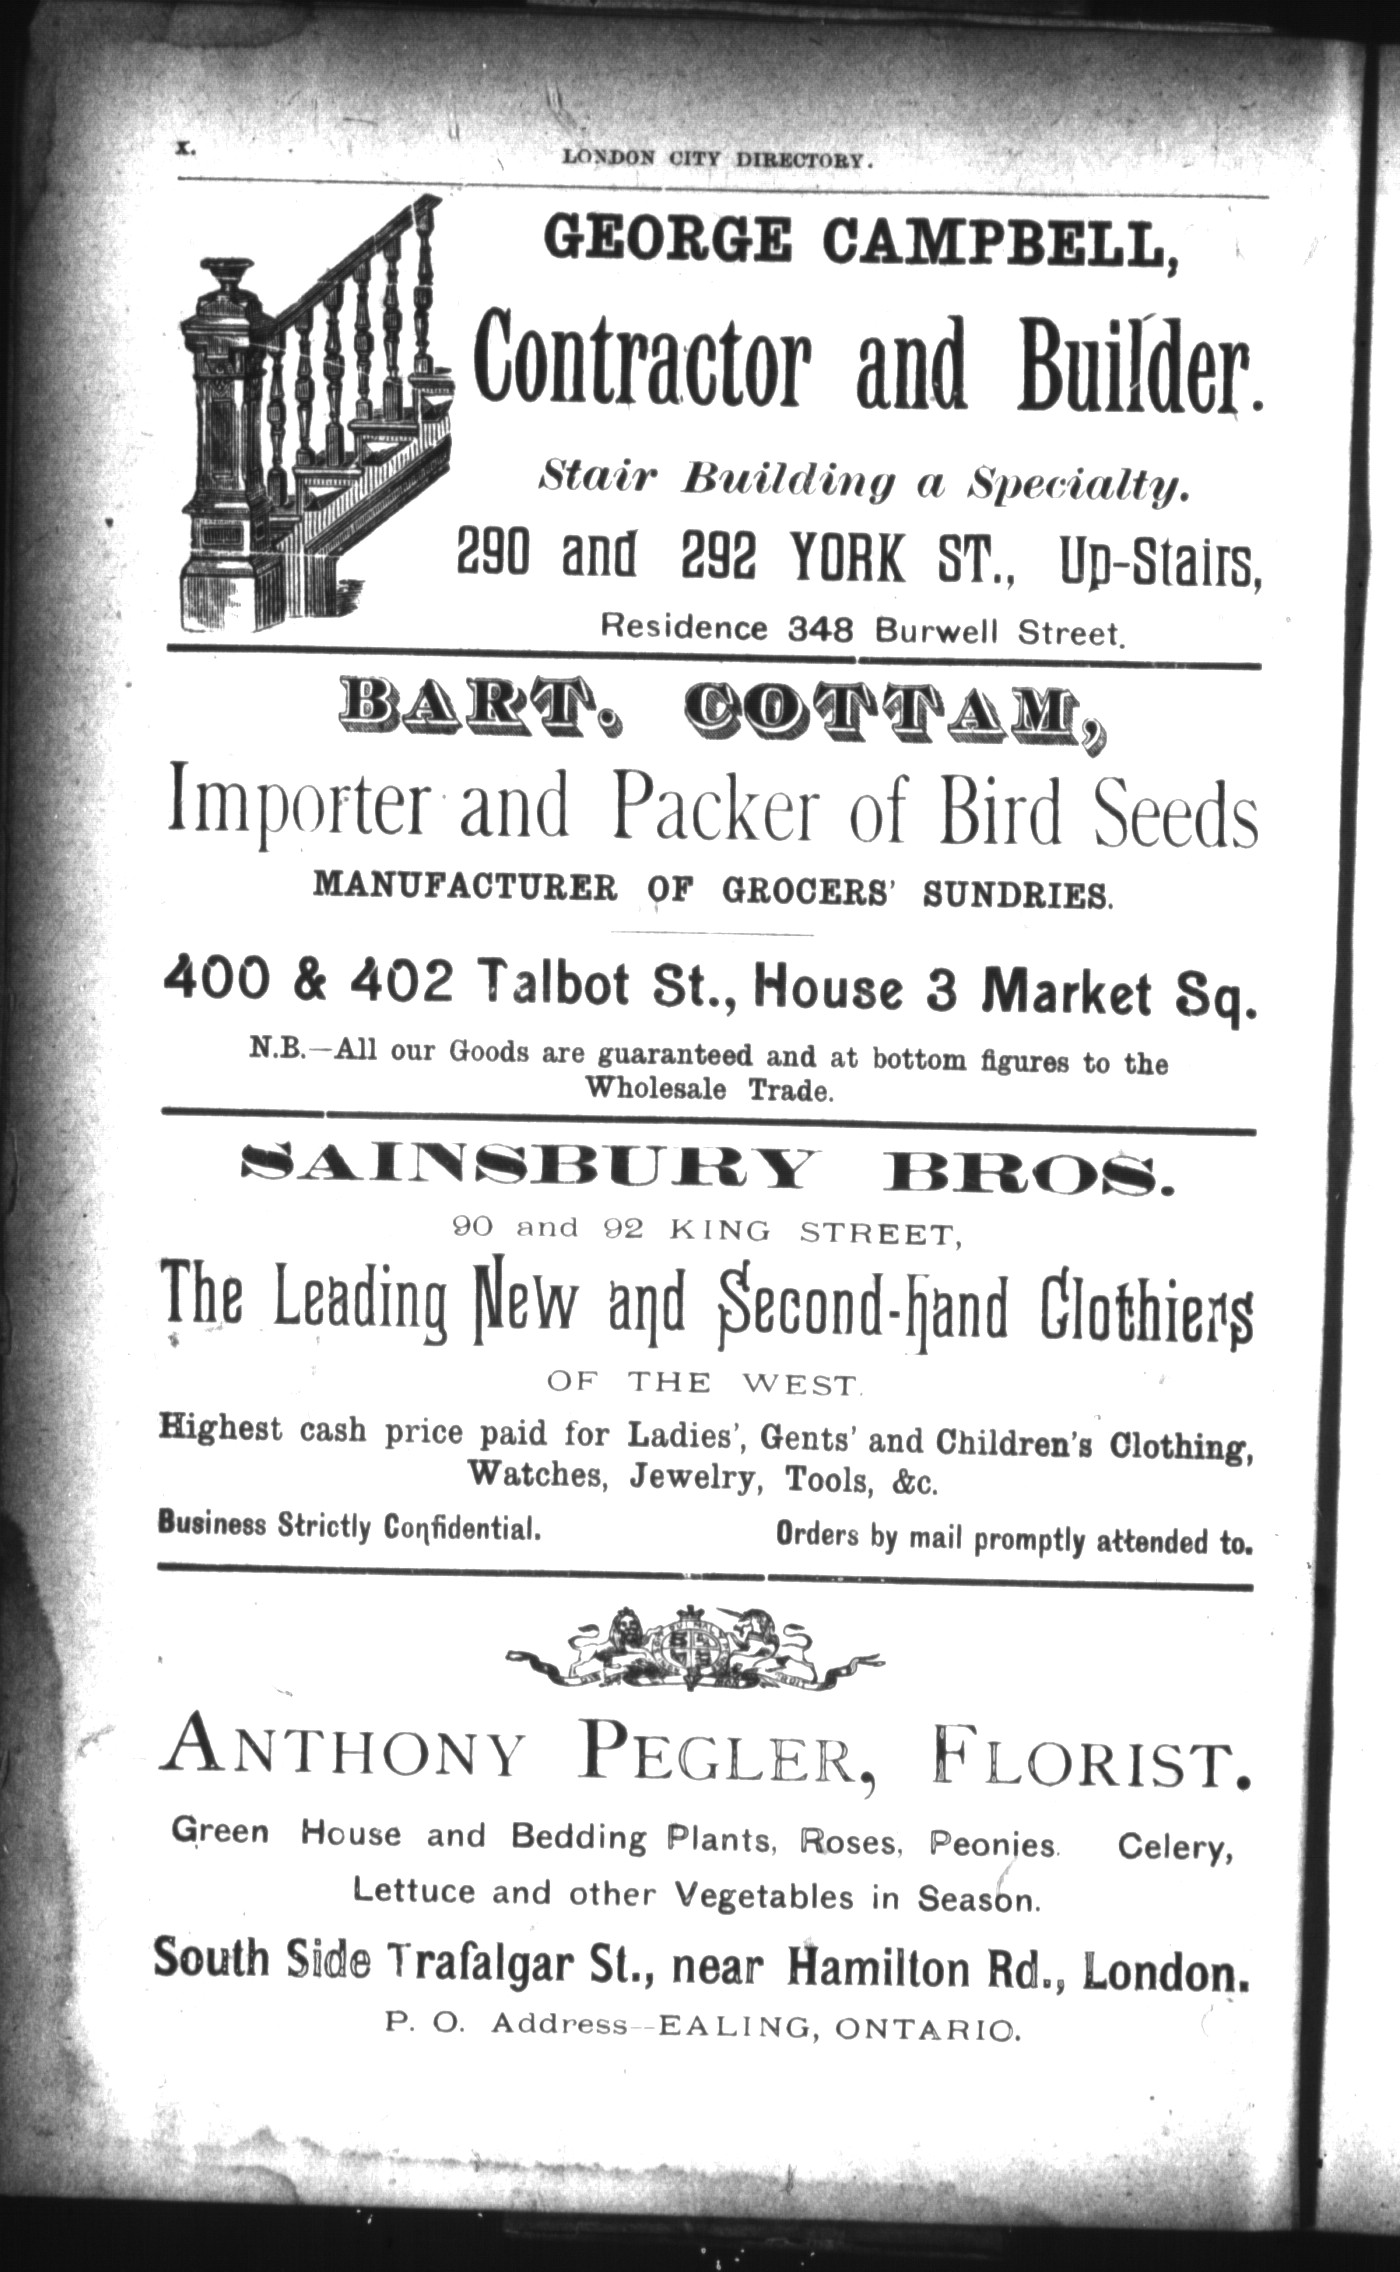 x.
LONDON CITY DIRECTORY.
GEORGE CAMPBELL,
Contractor and Builder.
Stair Building a Specialty.
290 and 292 YORK ST., Up-Stairs,
Residence 348 Burwell Street.
BART. COTTAM,
Importer and Packer of Bird Seeds
MANUFACTURER OF GROCERS' SUNDRIES.
400 & 402 Talbot St., House 3 Market Sq.
N.B.—All our Goods are guaranteed and at bottom figures to the
Wholesale Trade.
SAINSBURY BROS.
90 and 92 KING STREET,
The Leading New and Second-hand Clothiers
OF THE WEST.
Highest cash price paid for Ladies', Gents' and Children's Clothing,
Watches, Jewelry, Tools, &c.
Business Strictly Confidential. Orders by mail promptly attended to.
ANTHONY PEGLER, FLORIST.
Green House and Bedding Plants, Roses, Peonies. Celery,
Lettuce and other Vegetables in Season.
South Side Trafalgar St., near Hamilton Rd., London.
P. O. Address--EALING, ONTARIO.